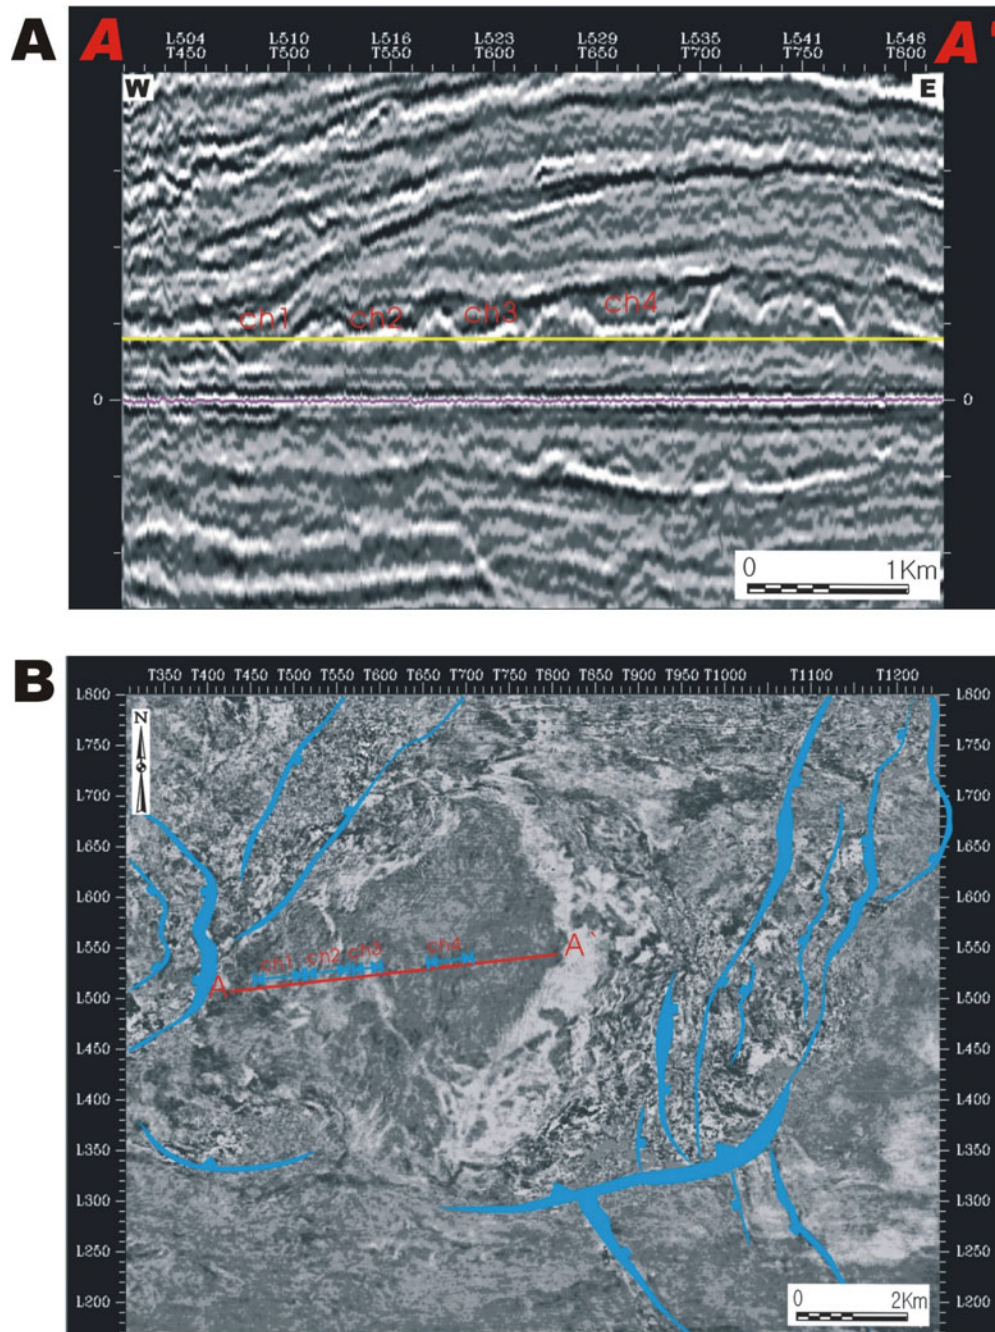 A
A A'
L504 L510 L516 L523 L529 L535 L541 L548
T450 T500 T550 T600 T650 T700 T750 T800
W E
ch1 ch2 ch3 ch4
0 0
0 1Km
B
T350 T400 T450 T500 T550 T600 T650 T700 T750 T800 T850 T900 T950 T1000 T1100 T1200
L800 L800
N
L750 L750
L700 L700
L650 L650
L600 L600
L550 L550
ch1 ch2 ch3 ch4
A A`
L500 L500
L450 L450
L400 L400
L350 L350
L300 L300
L250 L250
L200 L200
0 2Km